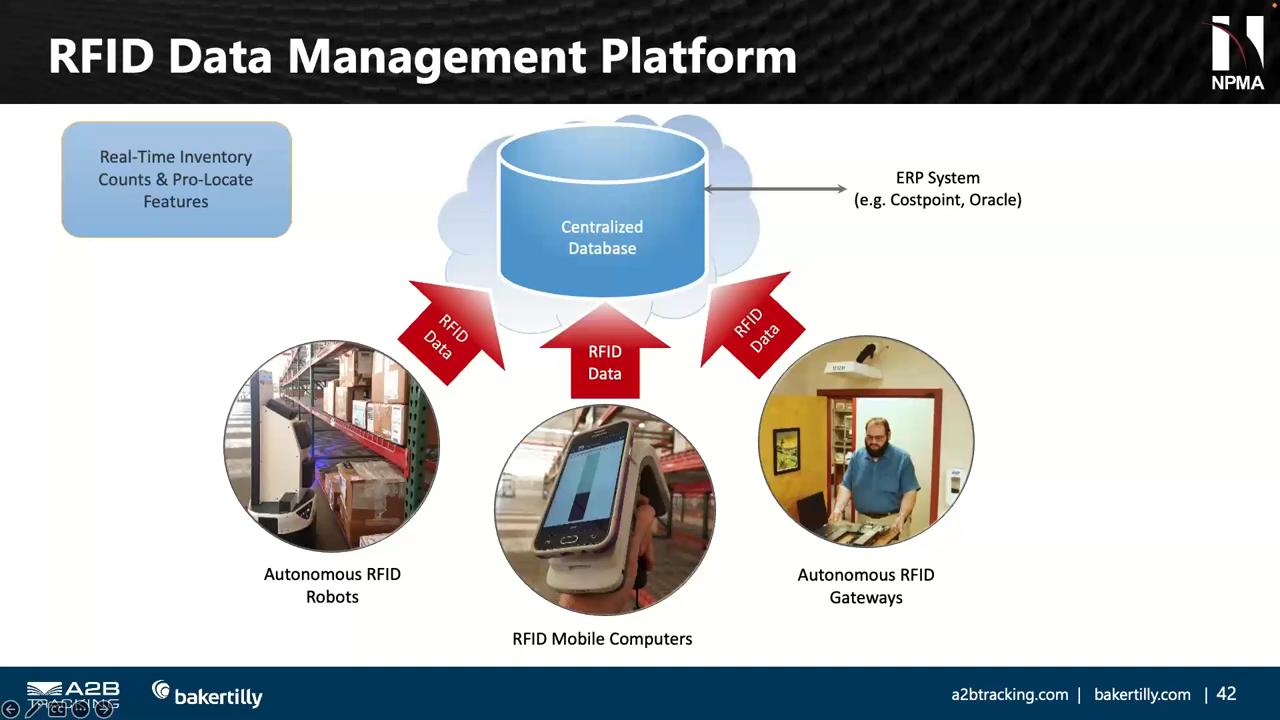 RFID Data Management Platform
NPMA
Real-Time Inventory
Counts & Pro-Locate
Features
Centralized
Database
ERP System
(e.g. Costpoint, Oracle)
RFID
Data
RFID
Data
RFID
Data
Autonomous RFID
Robots
RFID Mobile Computers
Autonomous RFID
Gateways
A2B
TRACKING
bakertilly
a2btracking.com | bakertilly.com | 42